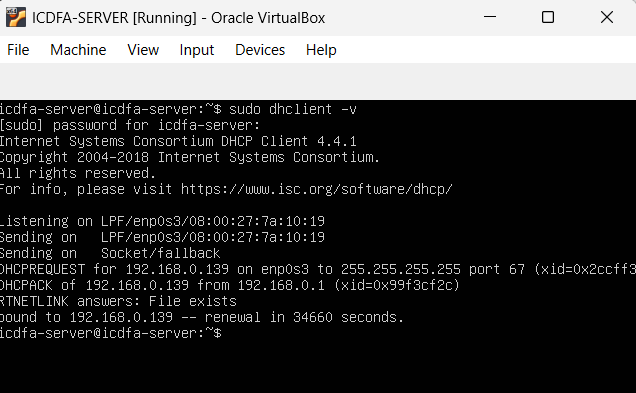 ICDFA-SERVER [Running] - Oracle VirtualBox
File Machine View Input Devices Help
icdfa-server@icdfa-server:~$ sudo dhclient -v
[sudo] password for icdfa-server:
Internet Systems Consortium DHCP Client 4.4.1
Copyright 2004-2018 Internet Systems Consortium.
All rights reserved.
For info, please visit https://www.isc.org/software/dhcp/
Listening on LPF/enp0s3/08:00:27:7a:10:19
Sending on   LPF/enp0s3/08:00:27:7a:10:19
Sending on   Socket/fallback
DHCPREQUEST for 192.168.0.139 on enp0s3 to 255.255.255.255 port 67 (xid=0x2ccff3
DHCPACK of 192.168.0.139 from 192.168.0.1 (xid=0x99f3cf2c)
RTNETLINK answers: File exists
bound to 192.168.0.139 -- renewal in 34660 seconds.
icdfa-server@icdfa-server:~$